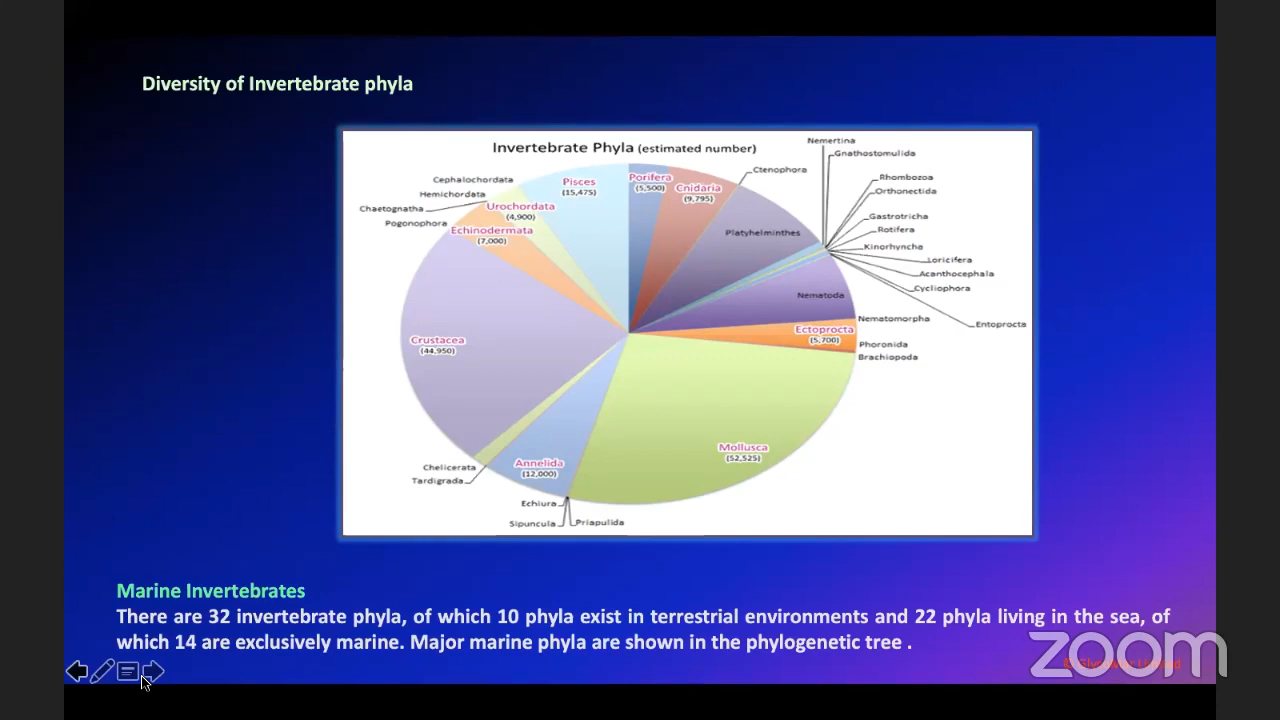 Diversity of Invertebrate phyla
Invertebrate Phyla (estimated number)
Nemertina
Gnathostomulida
Ctenophora
Rhombozoa
Orthonectida
Gastrotricha
Rotifera
Kinorhyncha
Loricifera
Acanthocephala
Cycliophora
Entoprocta
Cephalochordata
Hemichordata
Chaetognatha
Pogonophora
Pisces
(15,475)
Porifera
(5,500)
Cnidaria
(9,795)
Urochordata
(4,900)
Echinodermata
(7,000)
Platyhelminthes
Nematoda
Nematomorpha
Ectoprocta
(5,700)
Phoronida
Brachiopoda
Crustacea
(44,950)
Mollusca
(52,525)
Annelida
(12,000)
Chelicerata
Tardigrada
Echiura
Sipuncula
Priapulida
Marine Invertebrates
There are 32 invertebrate phyla, of which 10 phyla exist in terrestrial environments and 22 phyla living in the sea, of
which 14 are exclusively marine. Major marine phyla are shown in the phylogenetic tree .
zoom